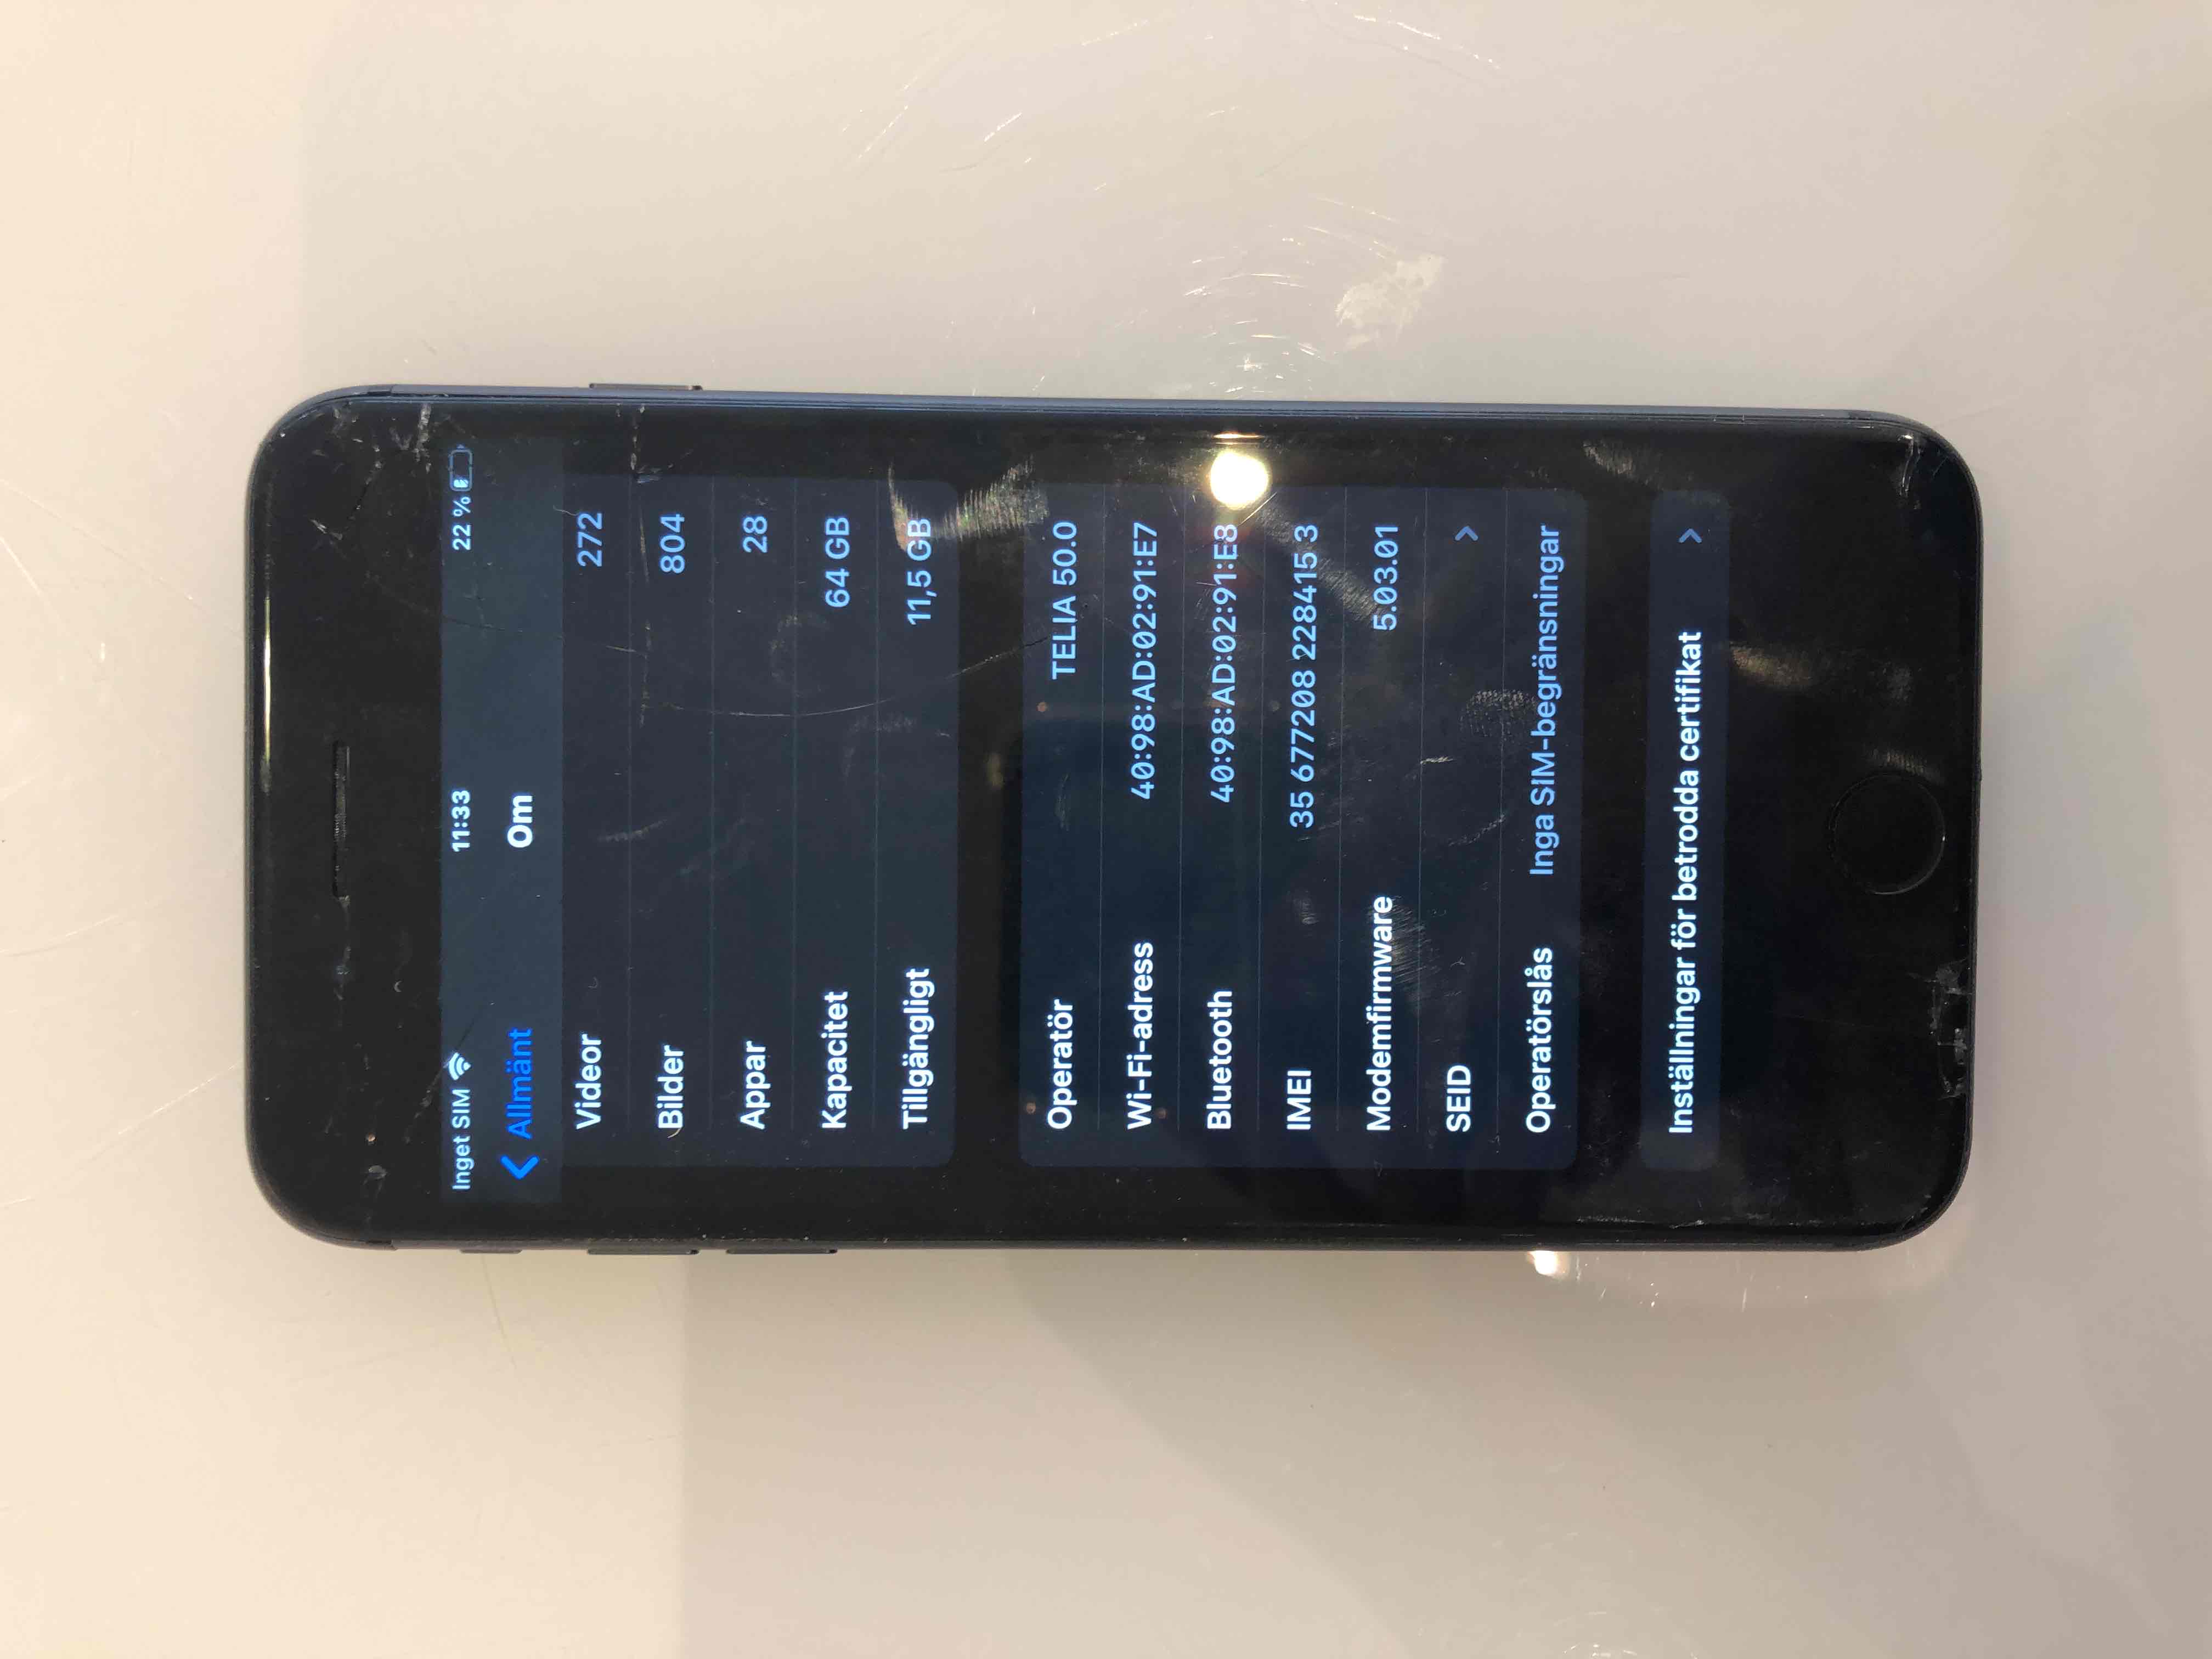 Inget SIM 11:33 22 %
Allmänt Om
Videor 272
Bilder 804
Appar 28
Kapacitet 64 GB
Tillgängligt 11,5 GB
Operatör TELIA 50.0
Wi-Fi-adress 40:98:AD:02:91:E7
Bluetooth 40:98:AD:02:91:E8
IMEI 35 677208 228415 3
Modemfirmware 5.03.01
SEID
Operatörslås Inga SIM-begränsningar
Inställningar för betrodda certifikat